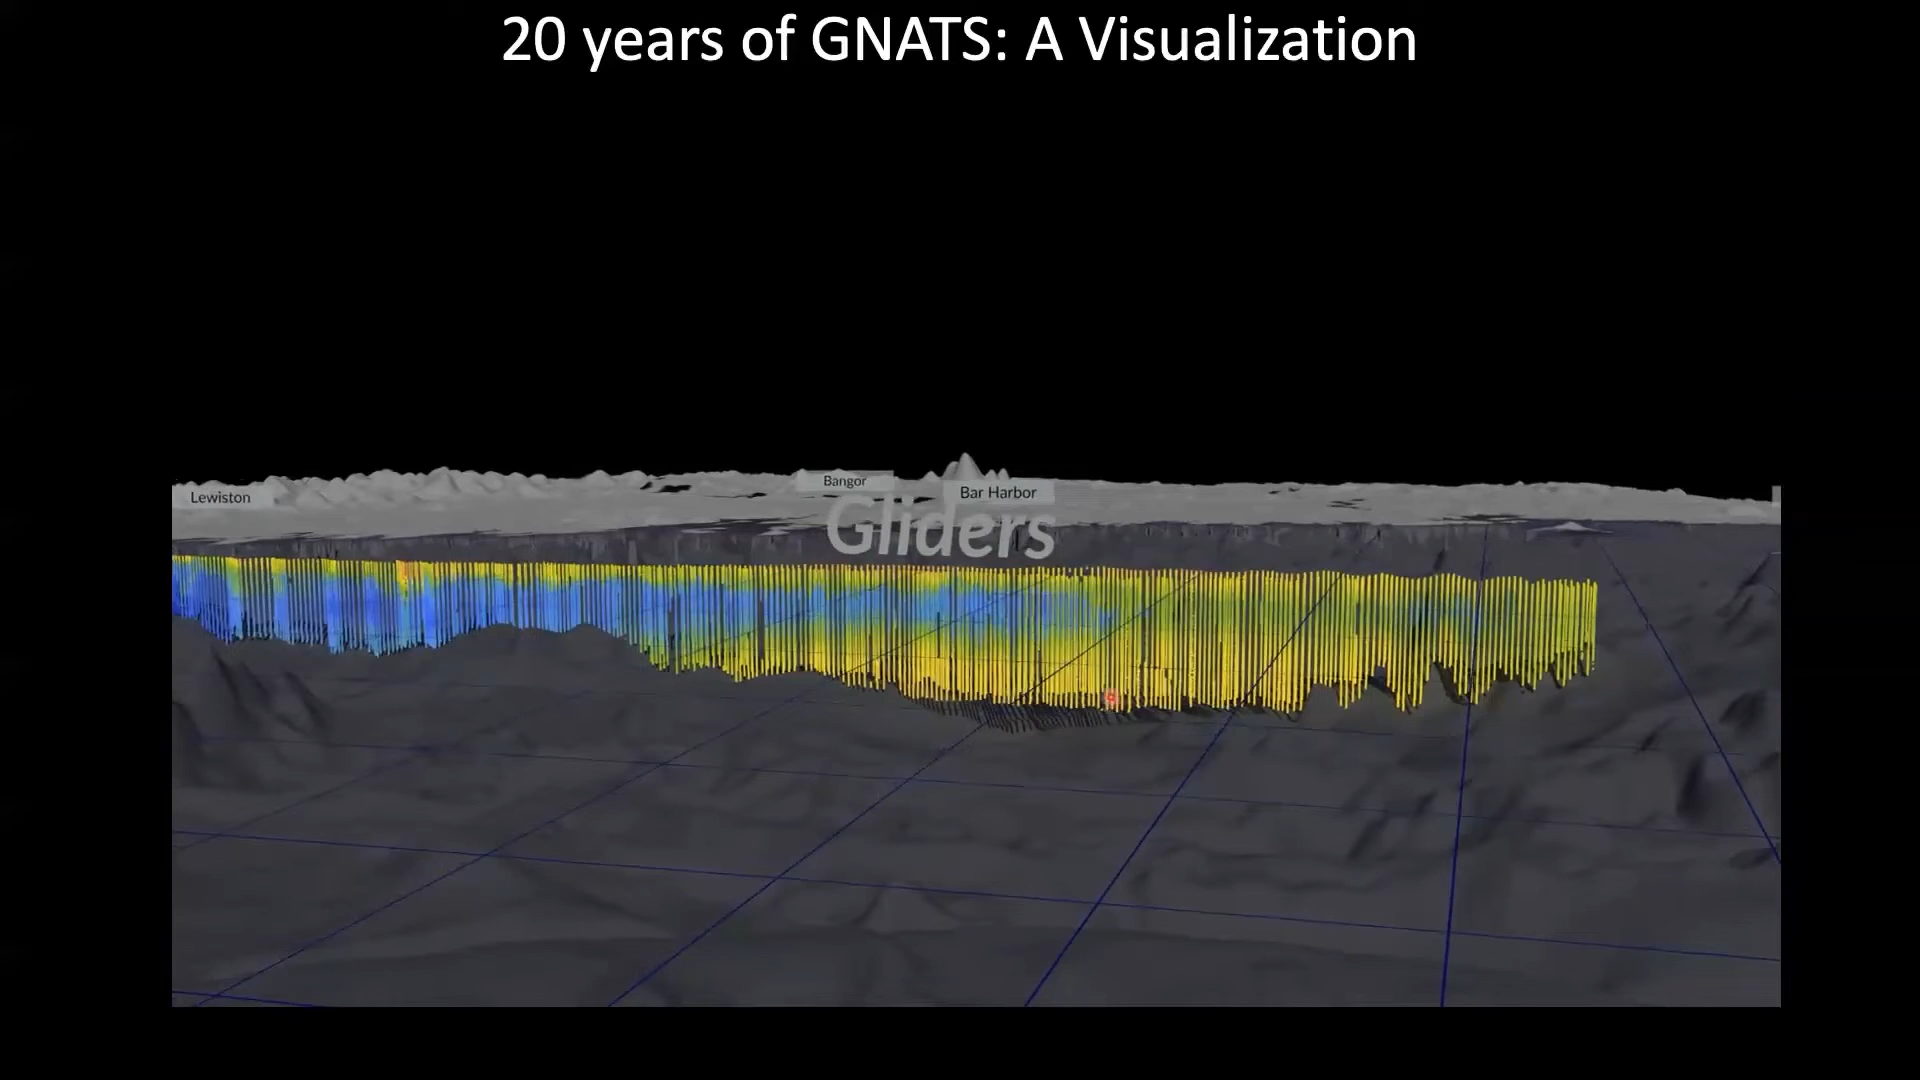 20 years of GNATS: A Visualization
Lewiston
Bangor
Bar Harbor
Gliders